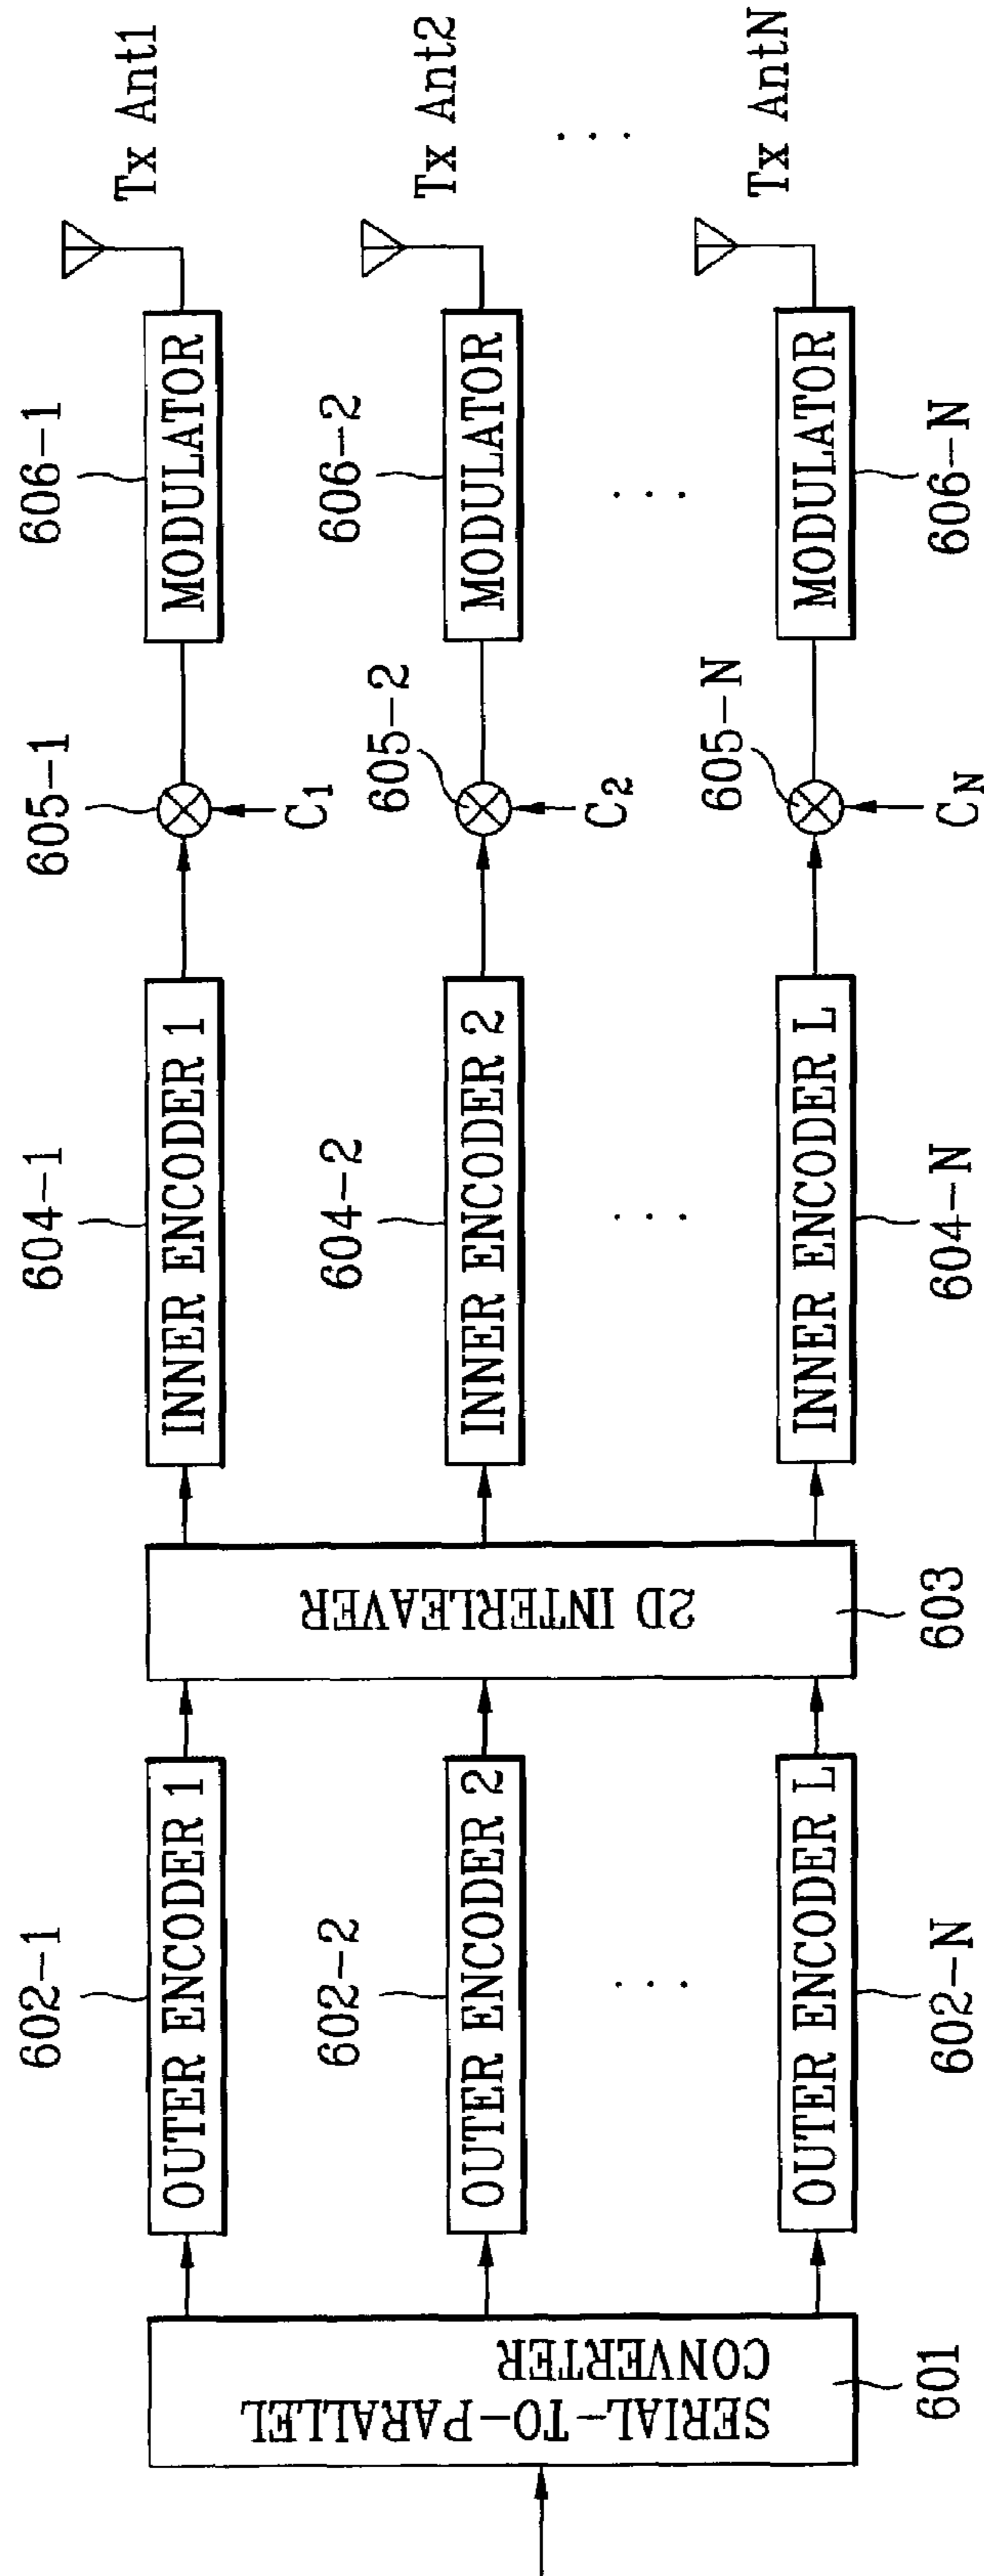 SERIAL-TO-PARALLEL
CONVERTER
601
602-1
OUTER ENCODER 1
602-2
OUTER ENCODER 2
. . .
OUTER ENCODER L
602-N
2D INTERLEAVER
603
604-1
INNER ENCODER 1
604-2
INNER ENCODER 2
. . .
INNER ENCODER L
604-N
605-1
C1
605-2
C2
605-N
CN
606-1
MODULATOR
606-2
MODULATOR
. . .
MODULATOR
606-N
Tx Ant1
Tx Ant2
. . .
Tx AntN